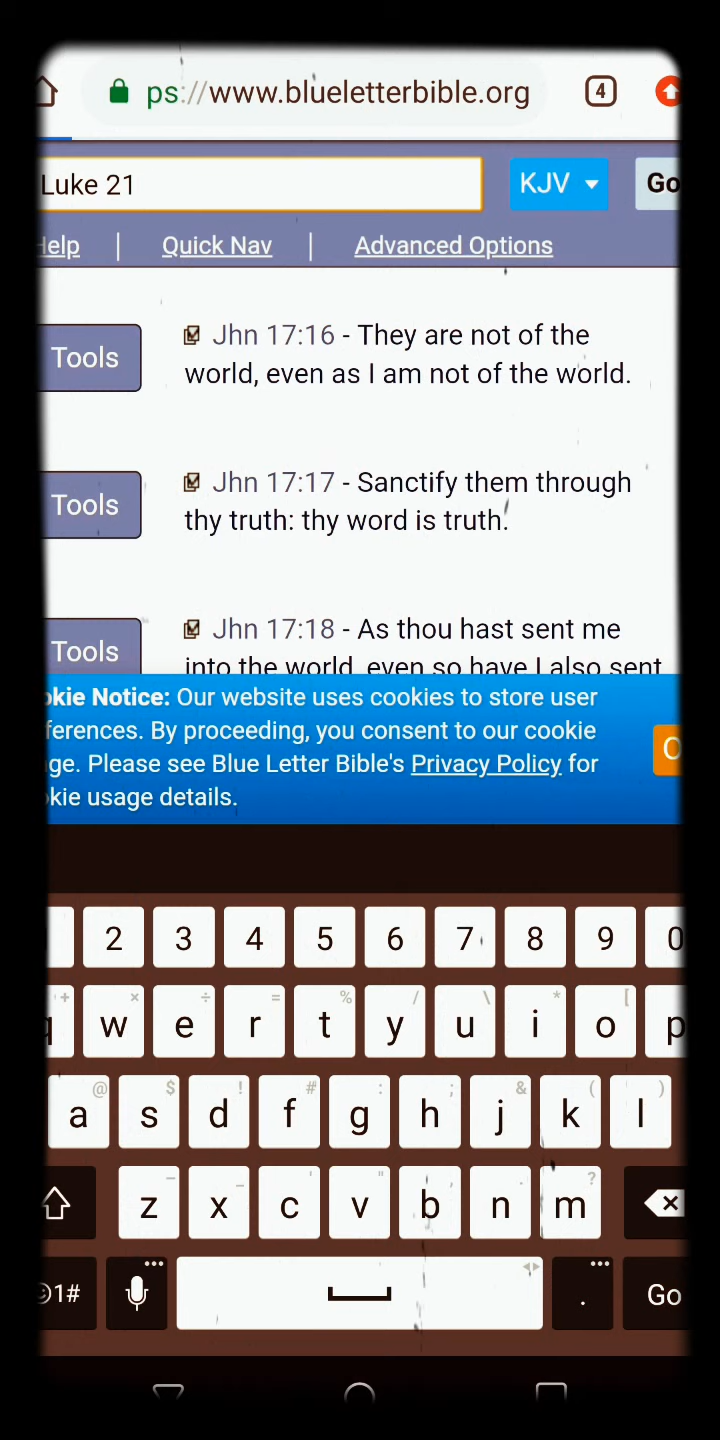 ps://www.blueletterbible.org 4
Luke 21 KJV Go
Help | Quick Nav | Advanced Options
Tools Jhn 17:16 - They are not of the
world, even as I am not of the world.
Tools Jhn 17:17 - Sanctify them through
thy truth: thy word is truth.
Tools Jhn 17:18 - As thou hast sent me
into the world, even so have I also sent
okie Notice: Our website uses cookies to store user
ferences. By proceeding, you consent to our cookie
ge. Please see Blue Letter Bible's Privacy Policy for
okie usage details.
2 3 4 5 6 7 8 9 0
+ × ÷ = % / \ * [
q w e r t y u i o p
@ $ ! # : ; & ( )
a s d f g h j k l
- _ ' " , . ?
z x c v b n m
1# . Go